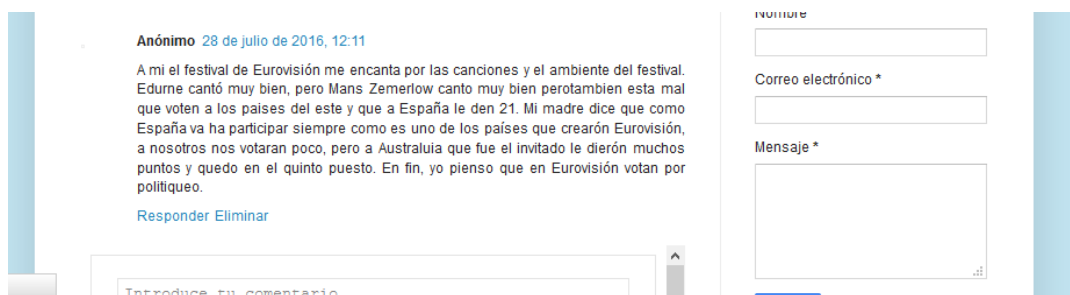 Nombre
Anónimo 28 de julio de 2016, 12:11
A mi el festival de Eurovisión me encanta por las canciones y el ambiente del festival.
Edurne cantó muy bien, pero Mans Zemerlow canto muy bien perotambien esta mal
que voten a los paises del este y que a España le den 21. Mi madre dice que como
España va ha participar siempre como es uno de los países que crearón Eurovisión,
a nosotros nos votaran poco, pero a Australuia que fue el invitado le dierón muchos
puntos y quedo en el quinto puesto. En fin, yo pienso que en Eurovisión votan por
politiqueo.
Responder Eliminar
Introduce tu comentario
Correo electrónico *
Mensaje *